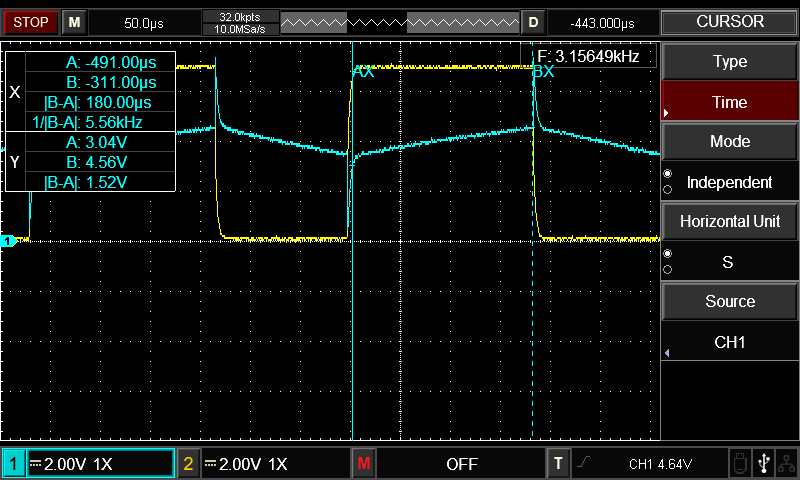 STOP M 50.0µs 32.0kpts D -443.000µs CURSOR
10.0MSa/s
F: 3.15649kHz Type
X A: -491.00µs AX BX
B: -311.00µs
|B-A|: 180.00µs Time
1/|B-A|: 5.56kHz
Y A: 3.04V Mode
B: 4.56V
|B-A|: 1.52V Independent
Horizontal Unit
1 S
Source
CH1
1 2.00V 1X 2 2.00V 1X M OFF T CH1 4.64V